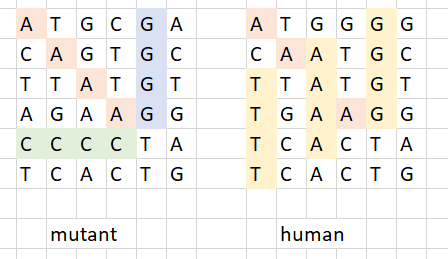 A T G C G A A T G G G G
C A G T G C C A A T G C
T T A T G T T T A T G T
A G A A G G T G A A G G
C C C C T A T C A C T A
T C A C T G T C A C T G
mutant human